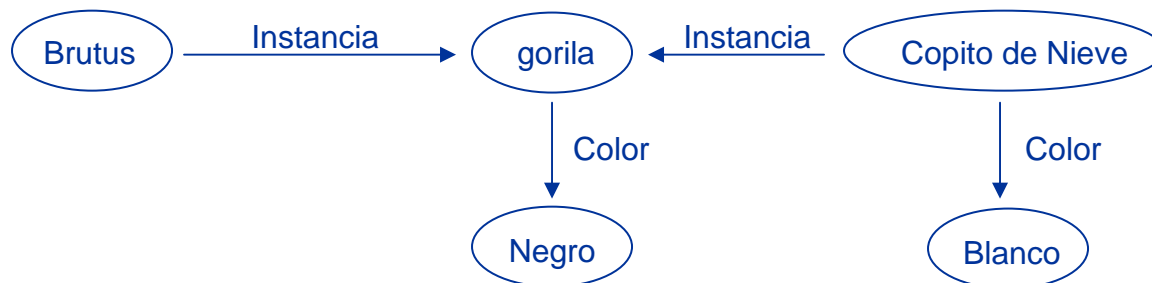 Brutus
Instancia
gorila
Instancia
Copito de Nieve
Color
Color
Negro
Blanco